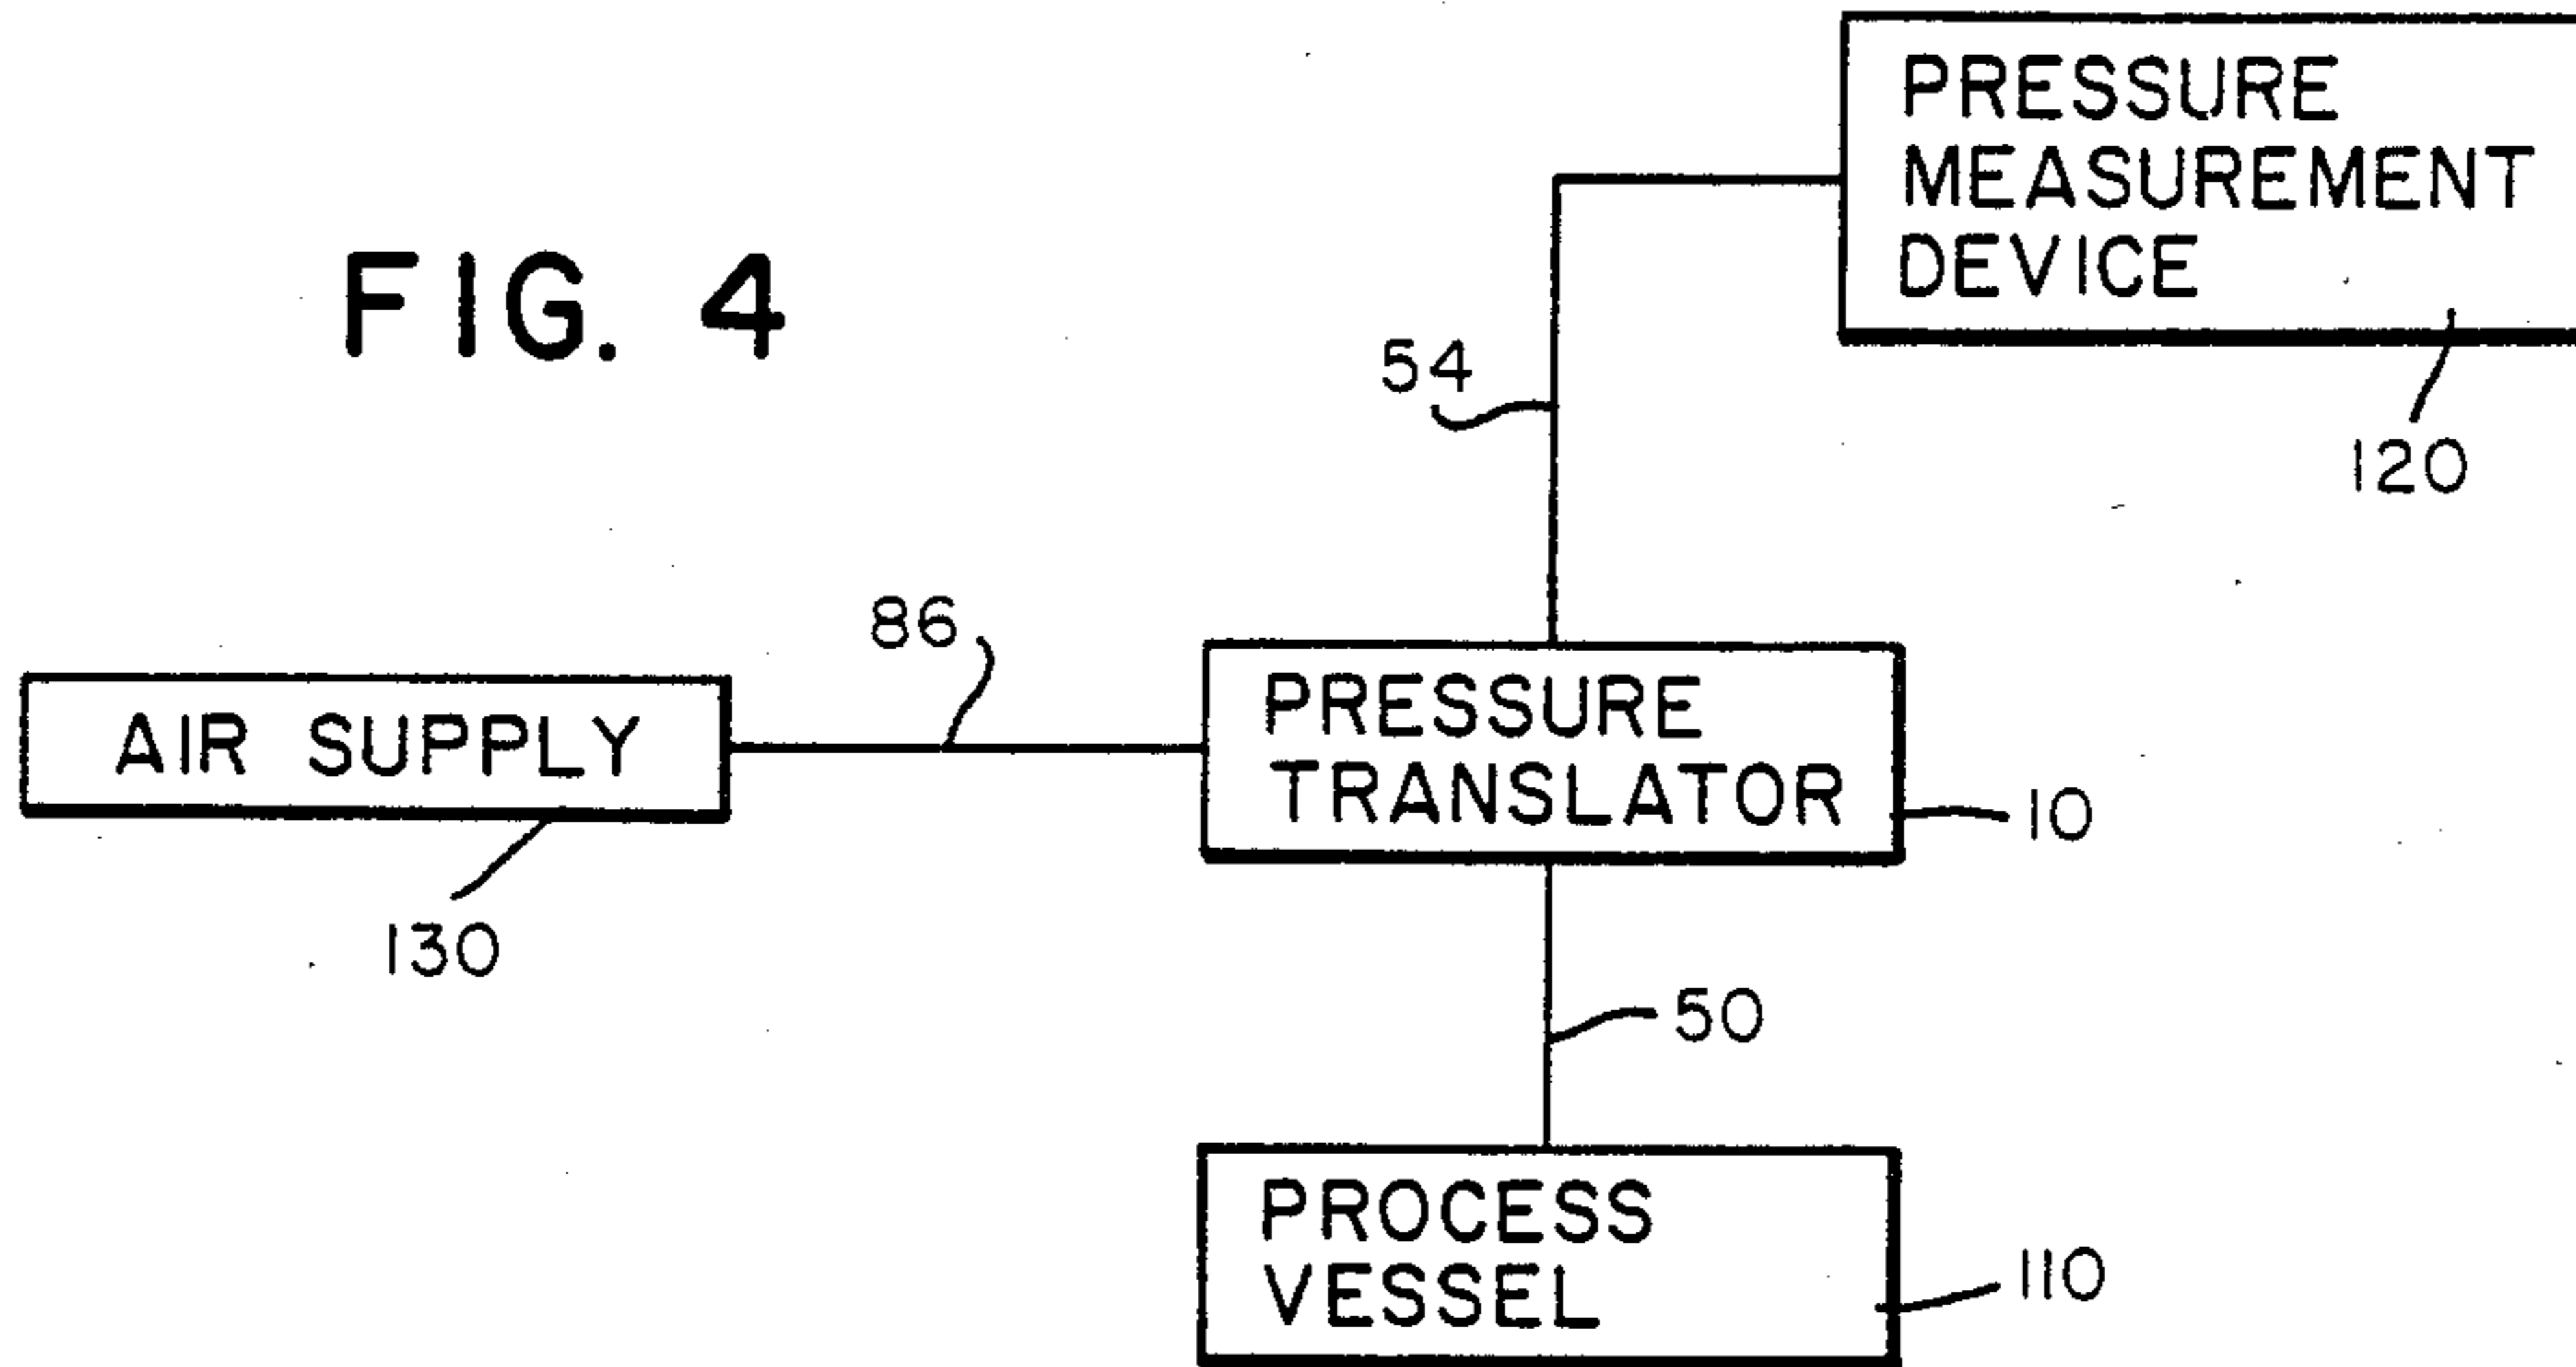 FIG. 4
PRESSURE
MEASUREMENT
DEVICE
120
54
86
AIR SUPPLY
130
PRESSURE
TRANSLATOR
10
50
PROCESS
VESSEL
110